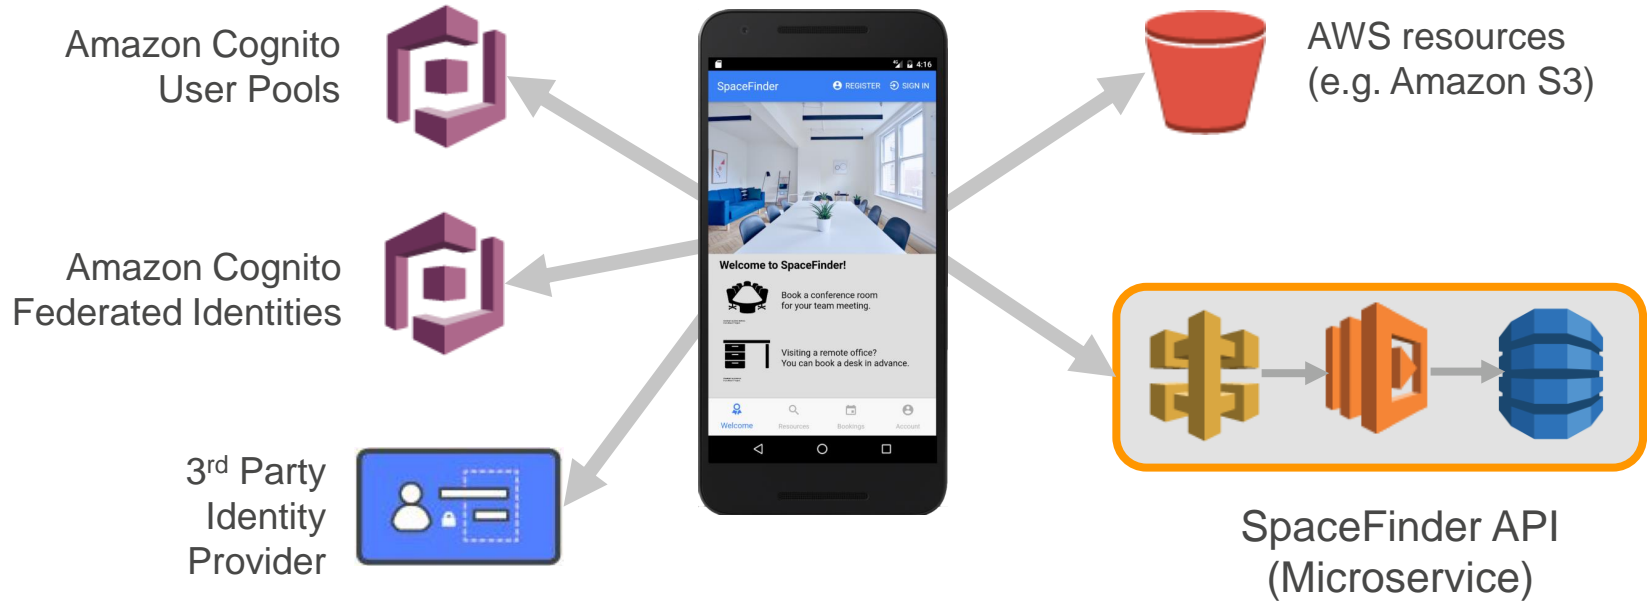 Amazon Cognito
User Pools
Amazon Cognito
Federated Identities
3rd Party
Identity
Provider
4:16
SpaceFinder
REGISTER
SIGN IN
Welcome to SpaceFinder!
Book a conference room
for your team meeting.
Visiting a remote office?
You can book a desk in advance.
Welcome
Resources
Bookings
Account
AWS resources
(e.g. Amazon S3)
SpaceFinder API
(Microservice)